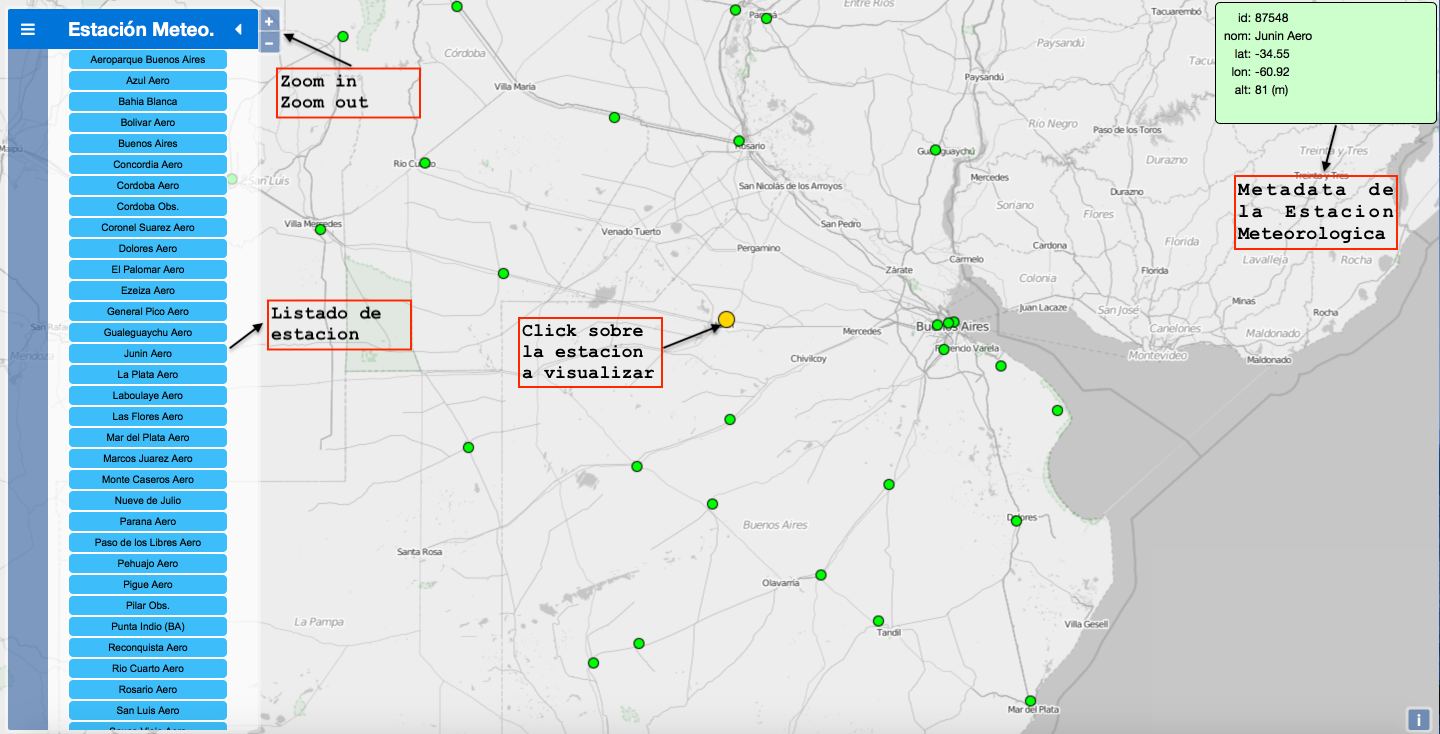 Estación Meteo.
Aeroparque Buenos Aires
Azul Aero
Bahia Blanca
Bolivar Aero
Buenos Aires
Concordia Aero
Cordoba Aero
Cordoba Obs.
Coronel Suarez Aero
Dolores Aero
El Palomar Aero
Ezeiza Aero
General Pico Aero
Gualeguaychu Aero
Junin Aero
La Plata Aero
Laboulaye Aero
Las Flores Aero
Mar del Plata Aero
Marcos Juarez Aero
Monte Caseros Aero
Nueve de Julio
Parana Aero
Paso de los Libres Aero
Pehuajo Aero
Pigue Aero
Pilar Obs.
Punta Indio (BA)
Reconquista Aero
Rio Cuarto Aero
Rosario Aero
San Luis Aero
+
−
Zoom in
Zoom out
Listado de
estacion
Click sobre
la estacion
a visualizar
id: 87548
nom: Junin Aero
lat: -34.55
lon: -60.92
alt: 81 (m)
Metadata de
la Estacion
Meteorologica
Entre Ríos
Tacuarembó
Córdoba
Paysandú
Villa María
Paysandú
Río Negro
Paso de los Toros
Rosario
Treinta y Tres
Durazno
Treinta y Tres
San Luis
San Nicolás de los Arroyos
Mercedes
Durazno
Soriano
Flores
Villa Mercedes
Venado Tuerto
San Pedro
Pergamino
Cardona
Florida
Carmelo
Lavalleja
Rocha
Zárate
Colonia
Florida
Juan Lacaze
San José
Minas
Rocha
Mercedes
Buenos Aires
Canelones
Maldonado
Florencio Varela
Chivilcoy
Montevideo
Maldonado
Mendoza
Buenos Aires
Dolores
Santa Rosa
Olavarría
La Pampa
Tandil
Villa Gesell
Mar del Plata
i